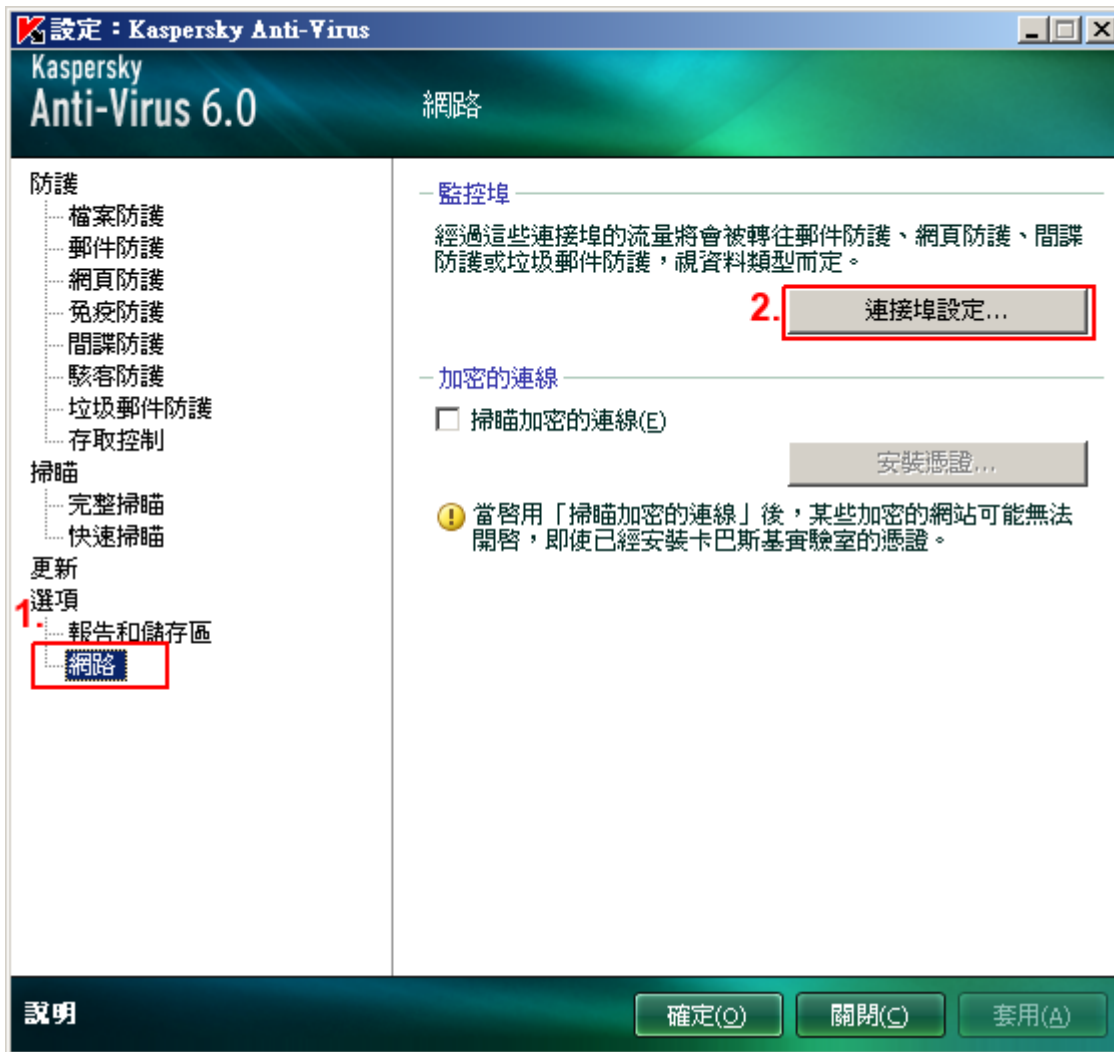 設定：Kaspersky Anti-Virus
Kaspersky
Anti-Virus 6.0
網路
防護
檔案防護
郵件防護
網頁防護
免疫防護
間諜防護
駭客防護
垃圾郵件防護
存取控制
掃瞄
完整掃瞄
快速掃瞄
更新
選項
1.
報告和儲存區
網路
監控埠
經過這些連接埠的流量將會被轉往郵件防護、網頁防護、間諜
防護或垃圾郵件防護，視資料類型而定。
2.
連接埠設定...
加密的連線
掃瞄加密的連線(E)
安裝憑證...
當啓用「掃瞄加密的連線」後，某些加密的網站可能無法
開啓，即使已經安裝卡巴斯基實驗室的憑證。
說明
確定(O)
關閉(C)
套用(A)